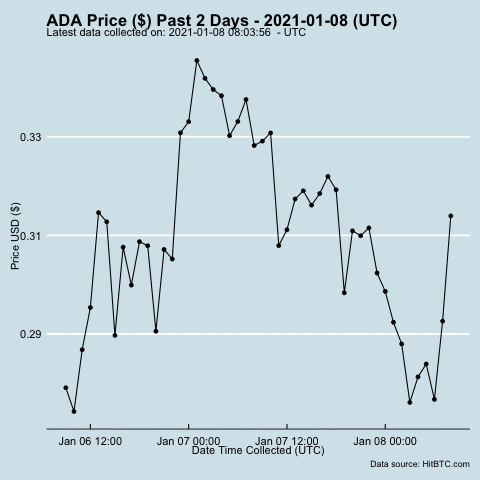 ADA Price ($) Past 2 Days - 2021-01-08 (UTC)
Latest data collected on: 2021-01-08 08:03:56 - UTC
0.33
0.31
0.29
Price USD ($)
Jan 06 12:00
Jan 07 00:00
Jan 07 12:00
Jan 08 00:00
Date Time Collected (UTC)
Data source: HitBTC.com